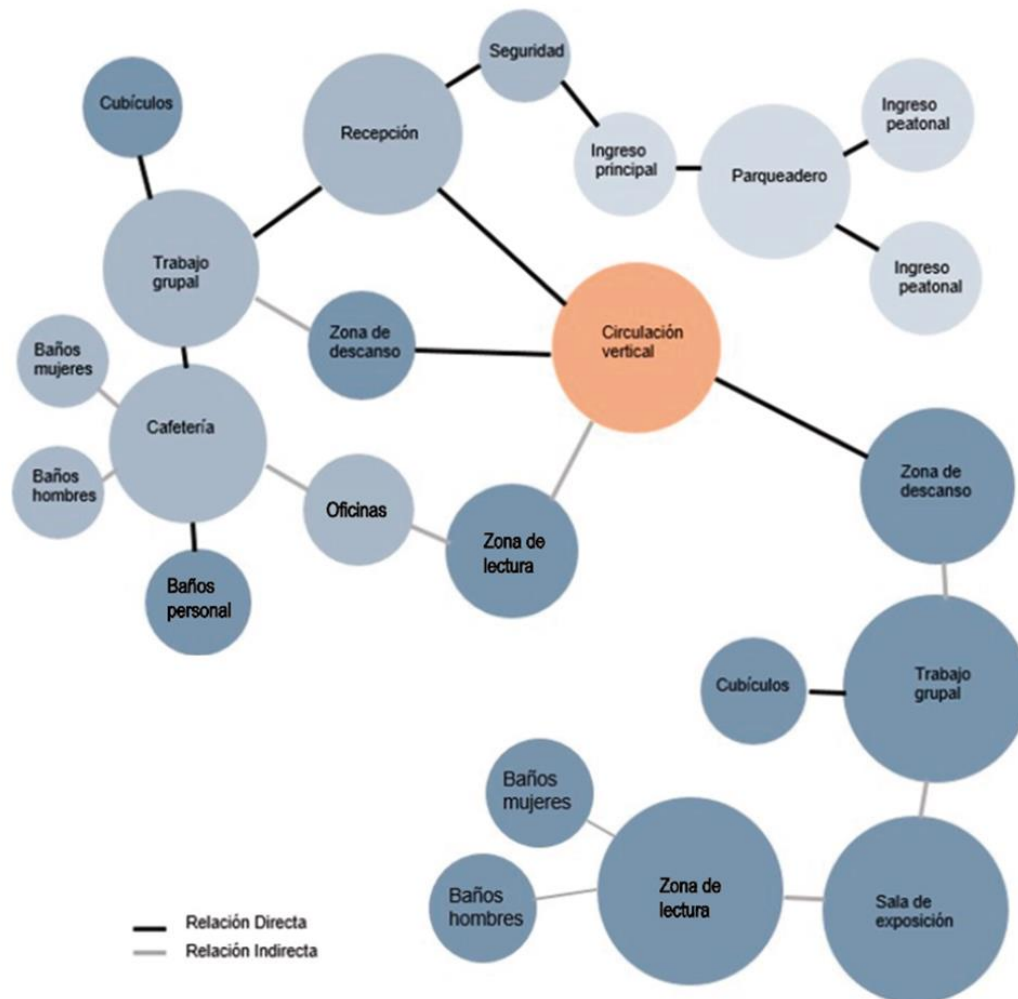 Seguridad
Cubículos
Recepción
Ingreso
peatonal
Ingreso
principal
Parqueadero
Trabajo
grupal
Ingreso
peatonal
Zona de
descanso
Circulación
vertical
Baños
mujeres
Cafetería
Baños
hombres
Oficinas
Zona de
lectura
Zona de
descanso
Baños
personal
Cubículos
Trabajo
grupal
Baños
mujeres
Baños
hombres
Zona de
lectura
Sala de
exposición
Relación Directa
Relación Indirecta